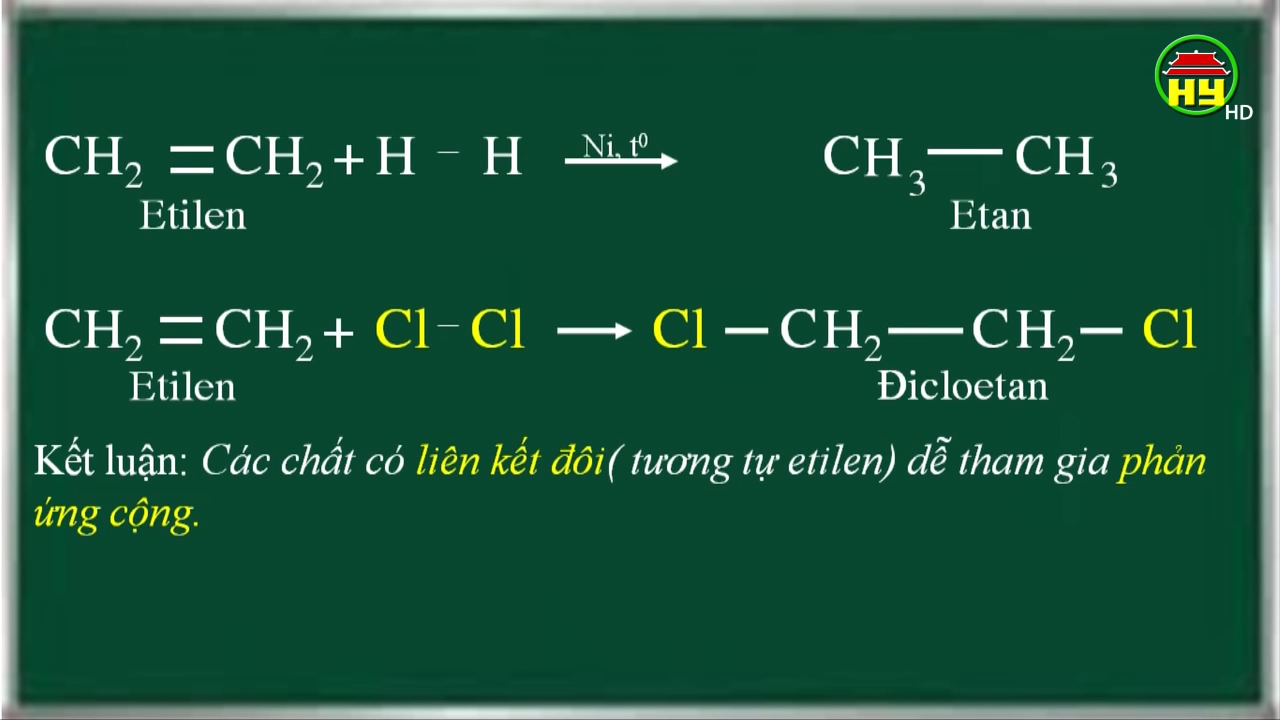 HY
HD
CH₂ = CH₂ + H – H Ni, t⁰ → CH₃ — CH₃
Etilen Etan
CH₂ = CH₂ + Cl – Cl → Cl — CH₂ — CH₂ — Cl
Etilen Đicloetan
Kết luận: Các chất có liên kết đôi( tương tự etilen) dễ tham gia phản
ứng cộng.